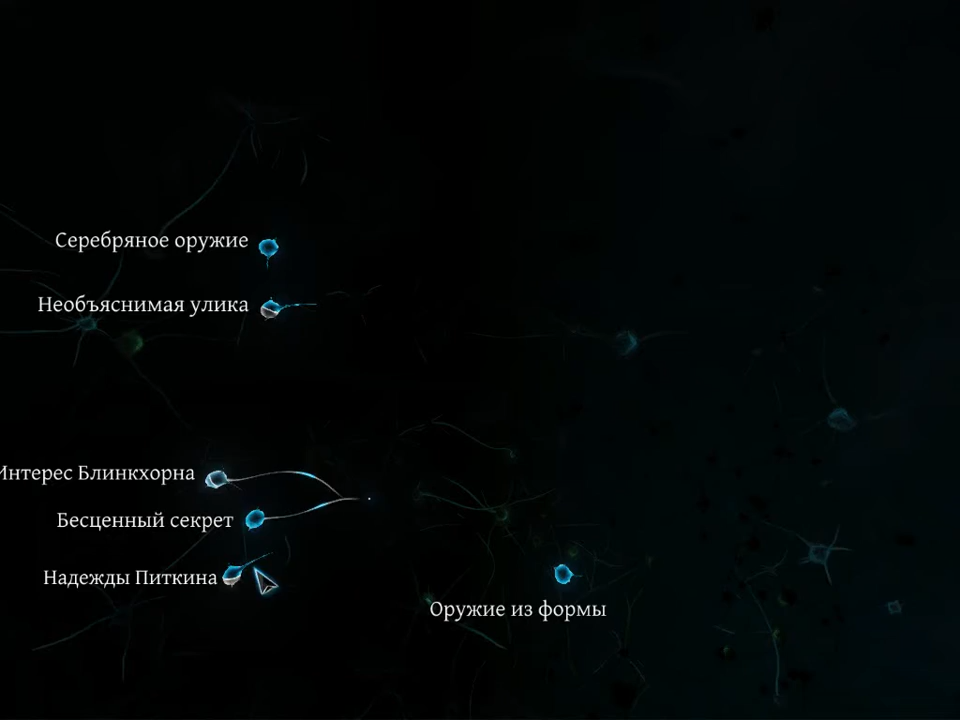 Серебряное оружие
Необъяснимая улика
Интерес Блинкхорна
Бесценный секрет
Надежды Питкина
Оружие из формы